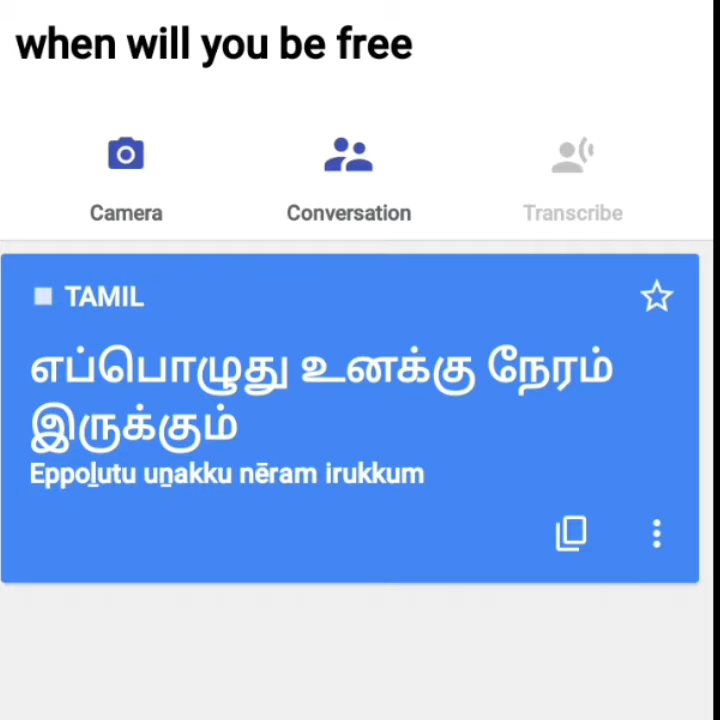 when will you be free
Camera Conversation Transcribe
TAMIL
எப்பொழுது உனக்கு நேரம்
இருக்கும்
Eppoḻutu uṉakku nēram irukkum